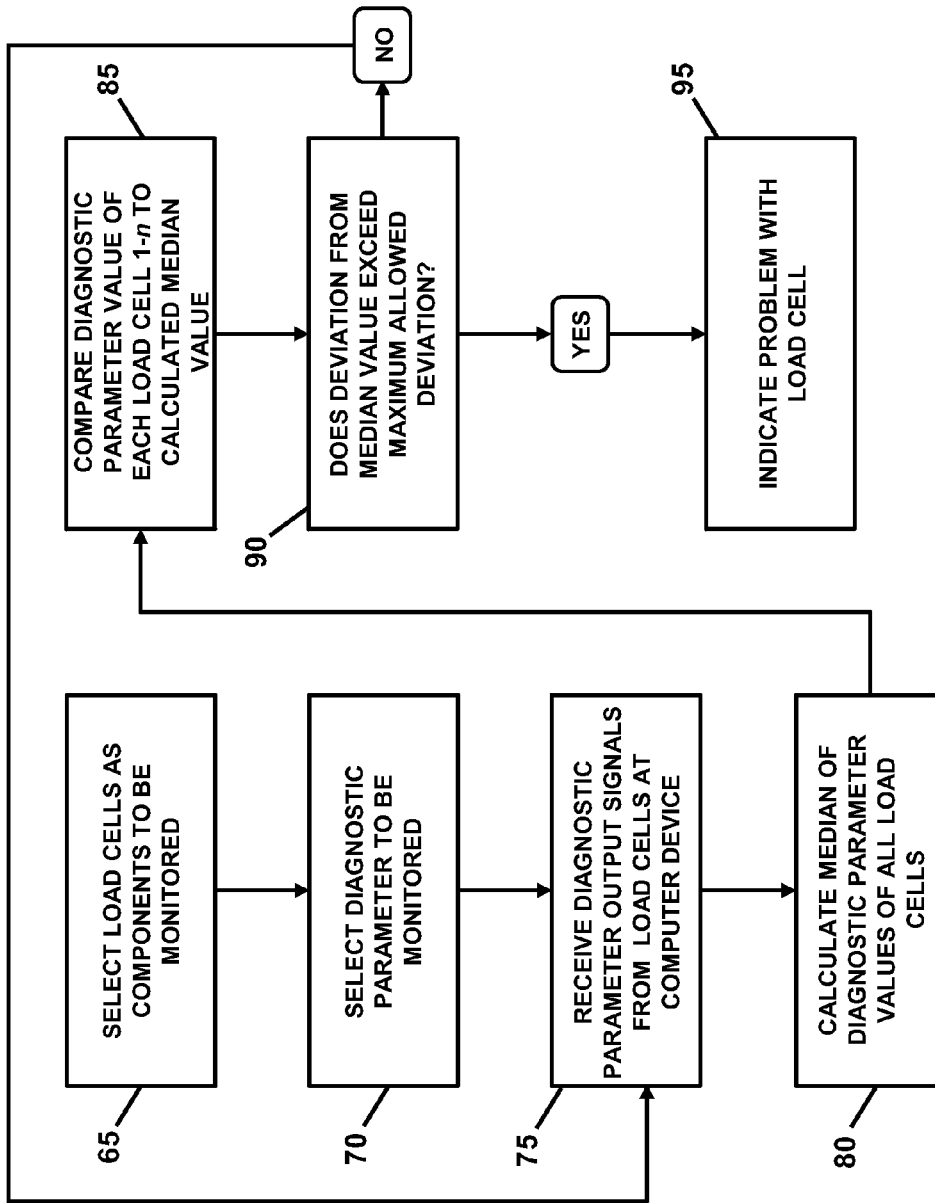 SELECT LOAD CELLS AS
COMPONENTS TO BE
MONITORED
65
SELECT DIAGNOSTIC
PARAMETER TO BE
MONITORED
70
RECEIVE DIAGNOSTIC
PARAMETER OUTPUT SIGNALS
FROM LOAD CELLS AT
COMPUTER DEVICE
75
CALCULATE MEDIAN OF
DIAGNOSTIC PARAMETER
VALUES OF ALL LOAD
CELLS
80
COMPARE DIAGNOSTIC
PARAMETER VALUE OF
EACH LOAD CELL 1-n TO
CALCULATED MEDIAN
VALUE
85
DOES DEVIATION FROM
MEDIAN VALUE EXCEED
MAXIMUM ALLOWED
DEVIATION?
90
NO
YES
INDICATE PROBLEM WITH
LOAD CELL
95